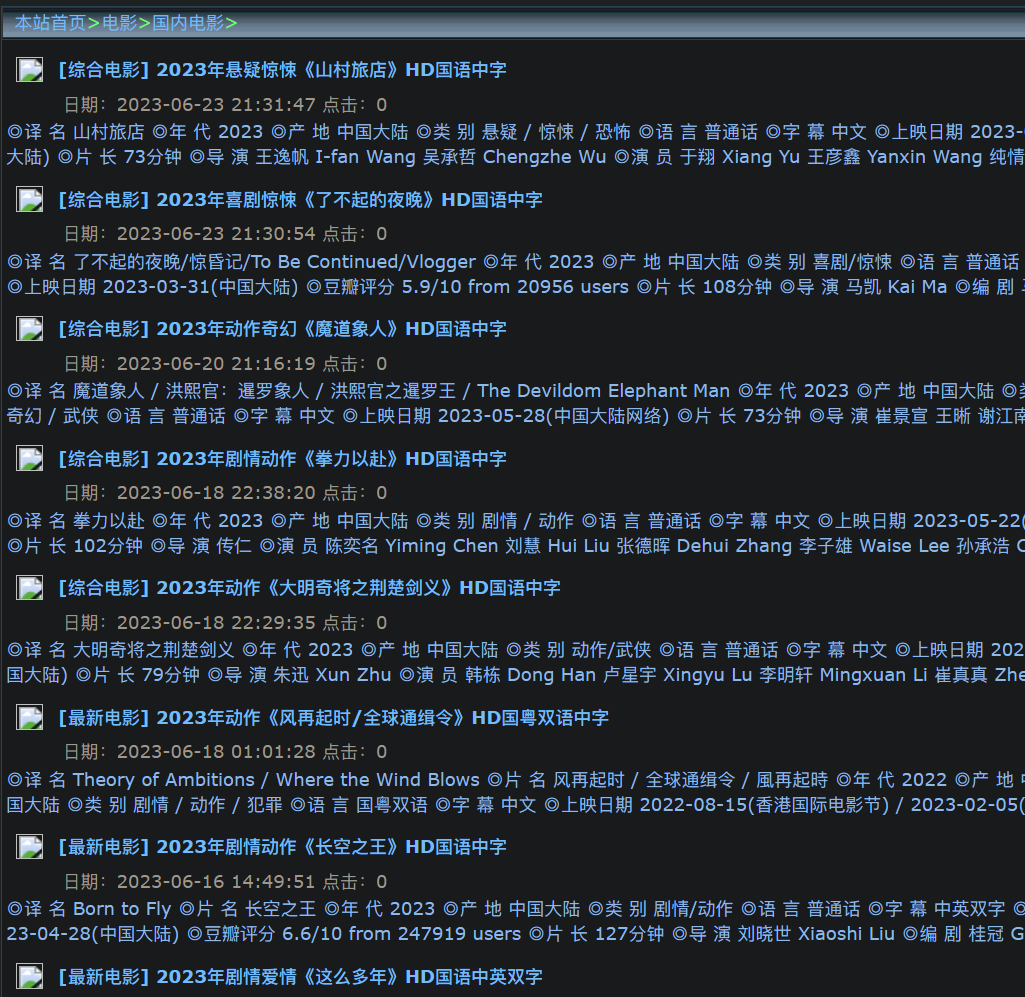 本站首页>电影>国内电影>
[综合电影] 2023年悬疑惊悚《山村旅店》HD国语中字
日期：2023-06-23 21:31:47 点击：0
◎译 名 山村旅店 ◎年 代 2023 ◎产 地 中国大陆 ◎类 别 悬疑 / 惊悚 / 恐怖 ◎语 言 普通话 ◎字 幕 中文 ◎上映日期 2023-
大陆) ◎片 长 73分钟 ◎导 演 王逸帆 I-fan Wang 吴承哲 Chengzhe Wu ◎演 员 于翔 Xiang Yu 王彦鑫 Yanxin Wang 纯情
[综合电影] 2023年喜剧惊悚《了不起的夜晚》HD国语中字
日期：2023-06-23 21:30:54 点击：0
◎译 名 了不起的夜晚/惊昏记/To Be Continued/Vlogger ◎年 代 2023 ◎产 地 中国大陆 ◎类 别 喜剧/惊悚 ◎语 言 普通话
◎上映日期 2023-03-31(中国大陆) ◎豆瓣评分 5.9/10 from 20956 users ◎片 长 108分钟 ◎导 演 马凯 Kai Ma ◎编 剧
[综合电影] 2023年动作奇幻《魔道象人》HD国语中字
日期：2023-06-20 21:16:19 点击：0
◎译 名 魔道象人 / 洪熙官：暹罗象人 / 洪熙官之暹罗王 / The Devildom Elephant Man ◎年 代 2023 ◎产 地 中国大陆 ◎
奇幻 / 武侠 ◎语 言 普通话 ◎字 幕 中文 ◎上映日期 2023-05-28(中国大陆网络) ◎片 长 73分钟 ◎导 演 崔景宣 王晰 谢江南
[综合电影] 2023年剧情动作《拳力以赴》HD国语中字
日期：2023-06-18 22:38:20 点击：0
◎译 名 拳力以赴 ◎年 代 2023 ◎产 地 中国大陆 ◎类 别 剧情 / 动作 ◎语 言 普通话 ◎字 幕 中文 ◎上映日期 2023-05-22(
◎片 长 102分钟 ◎导 演 传仁 ◎演 员 陈奕名 Yiming Chen 刘慧 Hui Liu 张德晖 Dehui Zhang 李子雄 Waise Lee 孙承浩
[综合电影] 2023年动作《大明奇将之荆楚剑义》HD国语中字
日期：2023-06-18 22:29:35 点击：0
◎译 名 大明奇将之荆楚剑义 ◎年 代 2023 ◎产 地 中国大陆 ◎类 别 动作/武侠 ◎语 言 普通话 ◎字 幕 中文 ◎上映日期 202
国大陆) ◎片 长 79分钟 ◎导 演 朱迅 Xun Zhu ◎演 员 韩栋 Dong Han 卢星宇 Xingyu Lu 李明轩 Mingxuan Li 崔真真 Zhe
[最新电影] 2023年动作《风再起时/全球通缉令》HD国粤双语中字
日期：2023-06-18 01:01:28 点击：0
◎译 名 Theory of Ambitions / Where the Wind Blows ◎片 名 风再起时 / 全球通缉令 / 風再起時 ◎年 代 2022 ◎产 地
国大陆 ◎类 别 剧情 / 动作 / 犯罪 ◎语 言 国粤双语 ◎字 幕 中文 ◎上映日期 2022-08-15(香港国际电影节) / 2023-02-05(
[最新电影] 2023年剧情动作《长空之王》HD国语中字
日期：2023-06-16 14:49:51 点击：0
◎译 名 Born to Fly ◎片 名 长空之王 ◎年 代 2023 ◎产 地 中国大陆 ◎类 别 剧情/动作 ◎语 言 普通话 ◎字 幕 中英双字 ◎
23-04-28(中国大陆) ◎豆瓣评分 6.6/10 from 247919 users ◎片 长 127分钟 ◎导 演 刘晓世 Xiaoshi Liu ◎编 剧 桂冠 G
[最新电影] 2023年剧情爱情《这么多年》HD国语中英双字